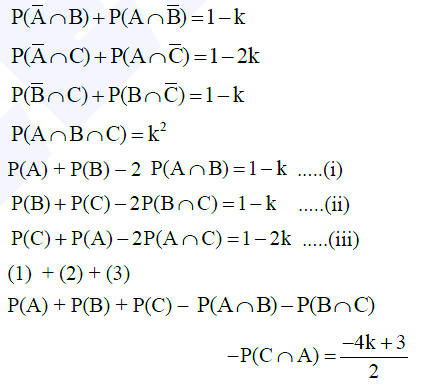 P(A̅∩B)+P(A∩B̅)=1−k
P(A̅∩C)+P(A∩C̅)=1−2k
P(B̅∩C)+P(B∩C̅)=1−k
P(A∩B∩C)=k²
P(A)+P(B)−2 P(A∩B)=1−k .....(i)
P(B)+P(C)−2P(B∩C)=1−k .....(ii)
P(C)+P(A)−2P(A∩C)=1−2k .....(iii)
(1) + (2) + (3)
P(A)+P(B)+P(C)− P(A∩B)−P(B∩C)
−P(C∩A)=(−4k+3)/2